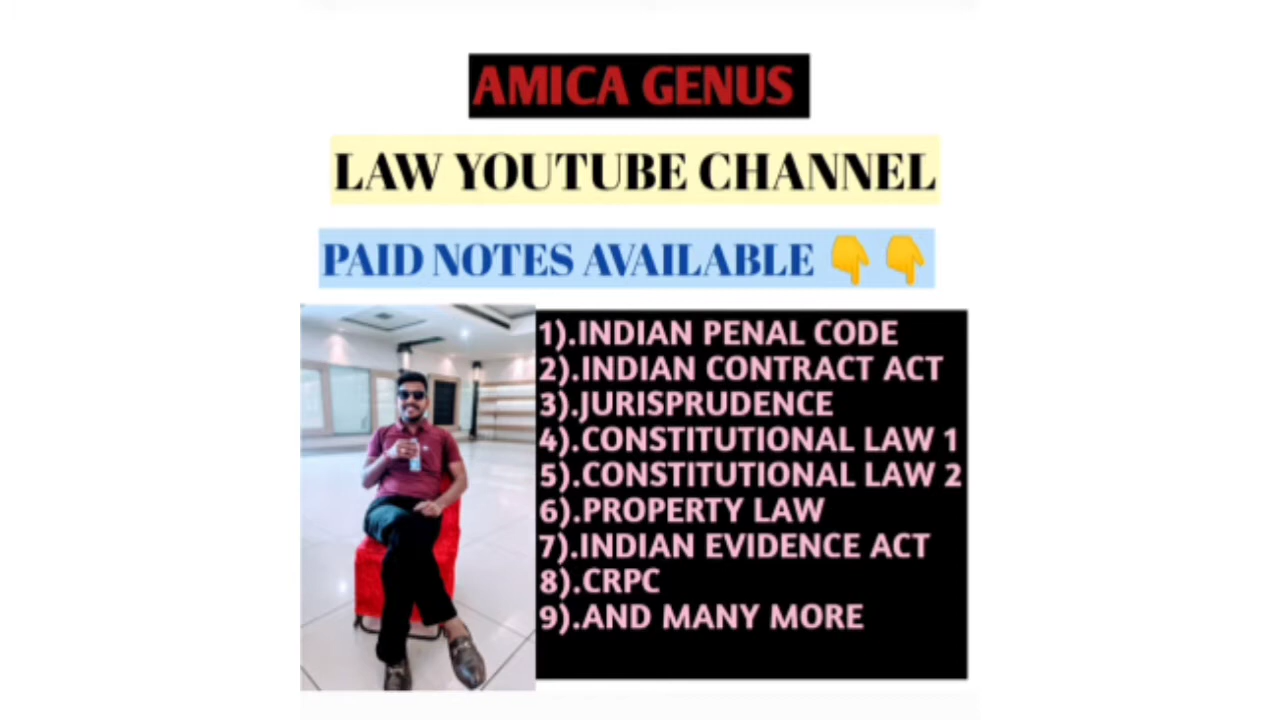 AMICA GENUS
LAW YOUTUBE CHANNEL
PAID NOTES AVAILABLE 👇👇
1).INDIAN PENAL CODE
2).INDIAN CONTRACT ACT
3).JURISPRUDENCE
4).CONSTITUTIONAL LAW 1
5).CONSTITUTIONAL LAW 2
6).PROPERTY LAW
7).INDIAN EVIDENCE ACT
8).CRPC
9).AND MANY MORE